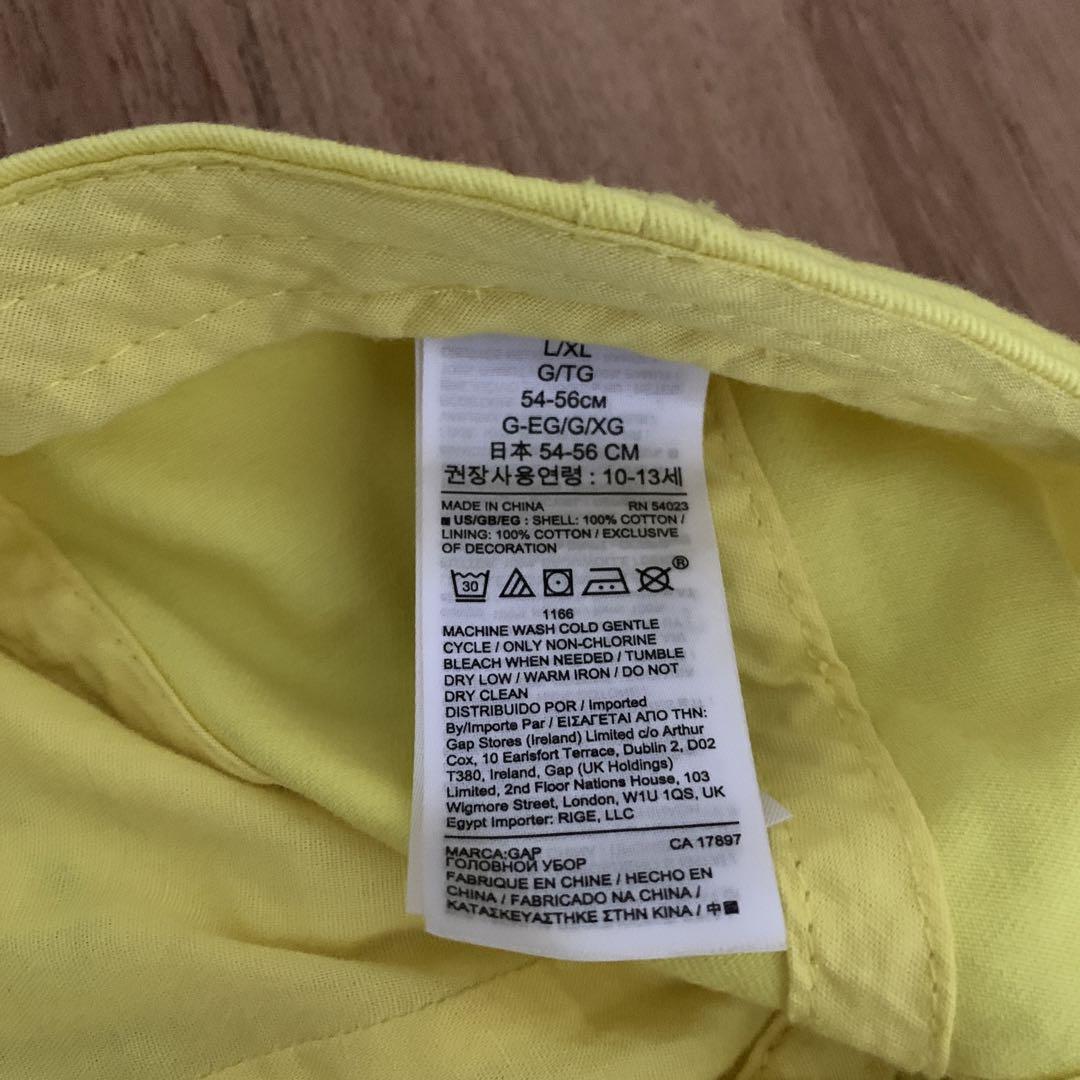 L/XL
G/TG
54-56CM
G-EG/G/XG
日本 54-56 CM
권장사용연령 : 10-13세
MADE IN CHINA RN 54023
US/GB/EG : SHELL: 100% COTTON /
LINING: 100% COTTON / EXCLUSIVE
OF DECORATION
30 ®
1166
MACHINE WASH COLD GENTLE
CYCLE / ONLY NON-CHLORINE
BLEACH WHEN NEEDED / TUMBLE
DRY LOW / WARM IRON / DO NOT
DRY CLEAN
DISTRIBUIDO POR / Imported
By/Importe Par / ΕΙΣΑΓΕΤΑΙ ΑΠΟ ΤΗΝ:
Gap Stores (Ireland) Limited c/o Arthur
Cox, 10 Earlsfort Terrace, Dublin 2, D02
T380, Ireland, Gap (UK Holdings)
Limited, 2nd Floor Nations House, 103
Wigmore Street, London, W1U 1QS, UK
Egypt Importer: RIGE, LLC
CA 17897
MARCA:GAP
ГОЛОВНОЙ УБОР
FABRIQUE EN CHINE / HECHO EN
CHINA / FABRICADO NA CHINA /
ΚΑΤΑΣΚΕΥΑΣΤΗΚΕ ΣΤΗΝ ΚΙΝΑ / 中